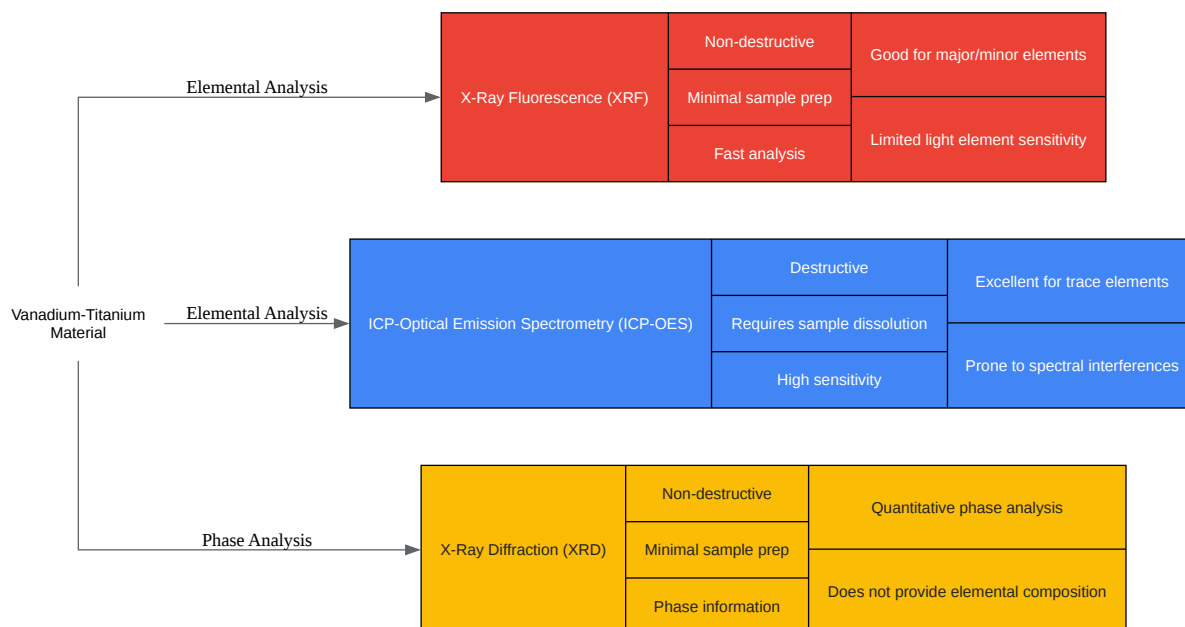 Elemental Analysis
X-Ray Fluorescence (XRF)
Non-destructive
Minimal sample prep
Fast analysis
Good for major/minor elements
Limited light element sensitivity
Vanadium-Titanium
Material
Elemental Analysis
ICP-Optical Emission Spectrometry (ICP-OES)
Destructive
Requires sample dissolution
High sensitivity
Excellent for trace elements
Prone to spectral interferences
Phase Analysis
X-Ray Diffraction (XRD)
Non-destructive
Minimal sample prep
Phase information
Quantitative phase analysis
Does not provide elemental composition